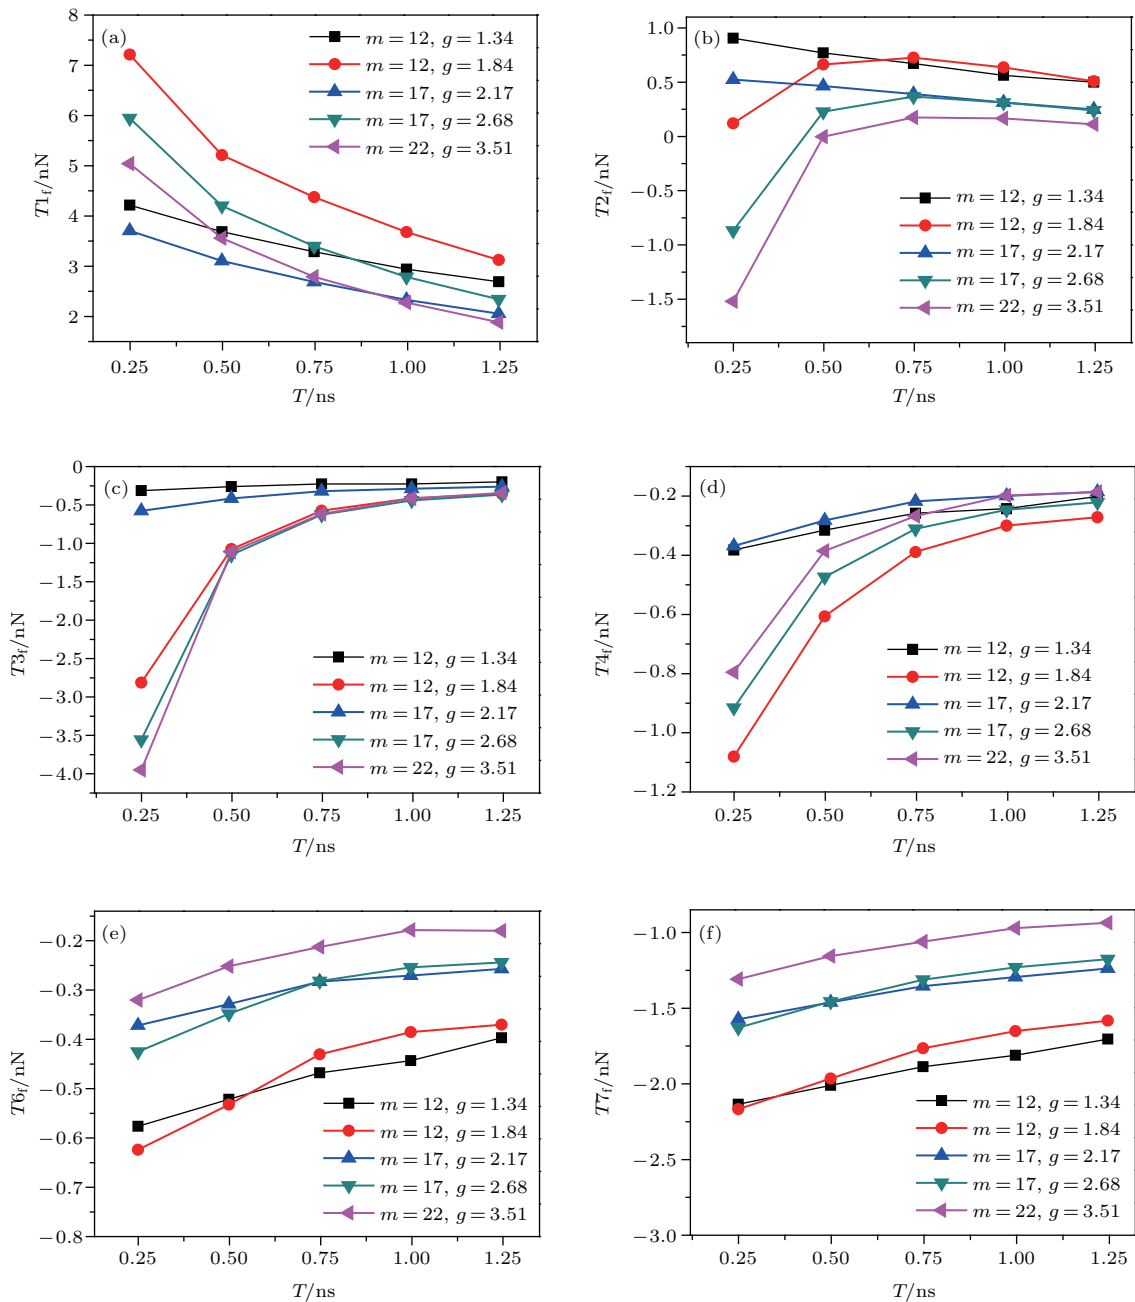 (a)
m = 12, g = 1.34
m = 12, g = 1.84
m = 17, g = 2.17
m = 17, g = 2.68
m = 22, g = 3.51
8
7
6
5
4
3
2
T1f/nN
0.25 0.50 0.75 1.00 1.25
T/ns
(b)
1.0
0.5
0
−0.5
−1.0
−1.5
T2f/nN
m = 12, g = 1.34
m = 12, g = 1.84
m = 17, g = 2.17
m = 17, g = 2.68
m = 22, g = 3.51
0.25 0.50 0.75 1.00 1.25
T/ns
(c)
0
−0.5
−1.0
−1.5
−2.0
−2.5
−3.0
−3.5
−4.0
T3f/nN
m = 12, g = 1.34
m = 12, g = 1.84
m = 17, g = 2.17
m = 17, g = 2.68
m = 22, g = 3.51
0.25 0.50 0.75 1.00 1.25
T/ns
(d)
−0.2
−0.4
−0.6
−0.8
−1.0
−1.2
T4f/nN
m = 12, g = 1.34
m = 12, g = 1.84
m = 17, g = 2.17
m = 17, g = 2.68
m = 22, g = 3.51
0.25 0.50 0.75 1.00 1.25
T/ns
(e)
−0.2
−0.3
−0.4
−0.5
−0.6
−0.7
−0.8
T6f/nN
m = 12, g = 1.34
m = 12, g = 1.84
m = 17, g = 2.17
m = 17, g = 2.68
m = 22, g = 3.51
0.25 0.50 0.75 1.00 1.25
T/ns
(f)
−1.0
−1.5
−2.0
−2.5
−3.0
T7f/nN
m = 12, g = 1.34
m = 12, g = 1.84
m = 17, g = 2.17
m = 17, g = 2.68
m = 22, g = 3.51
0.25 0.50 0.75 1.00 1.25
T/ns